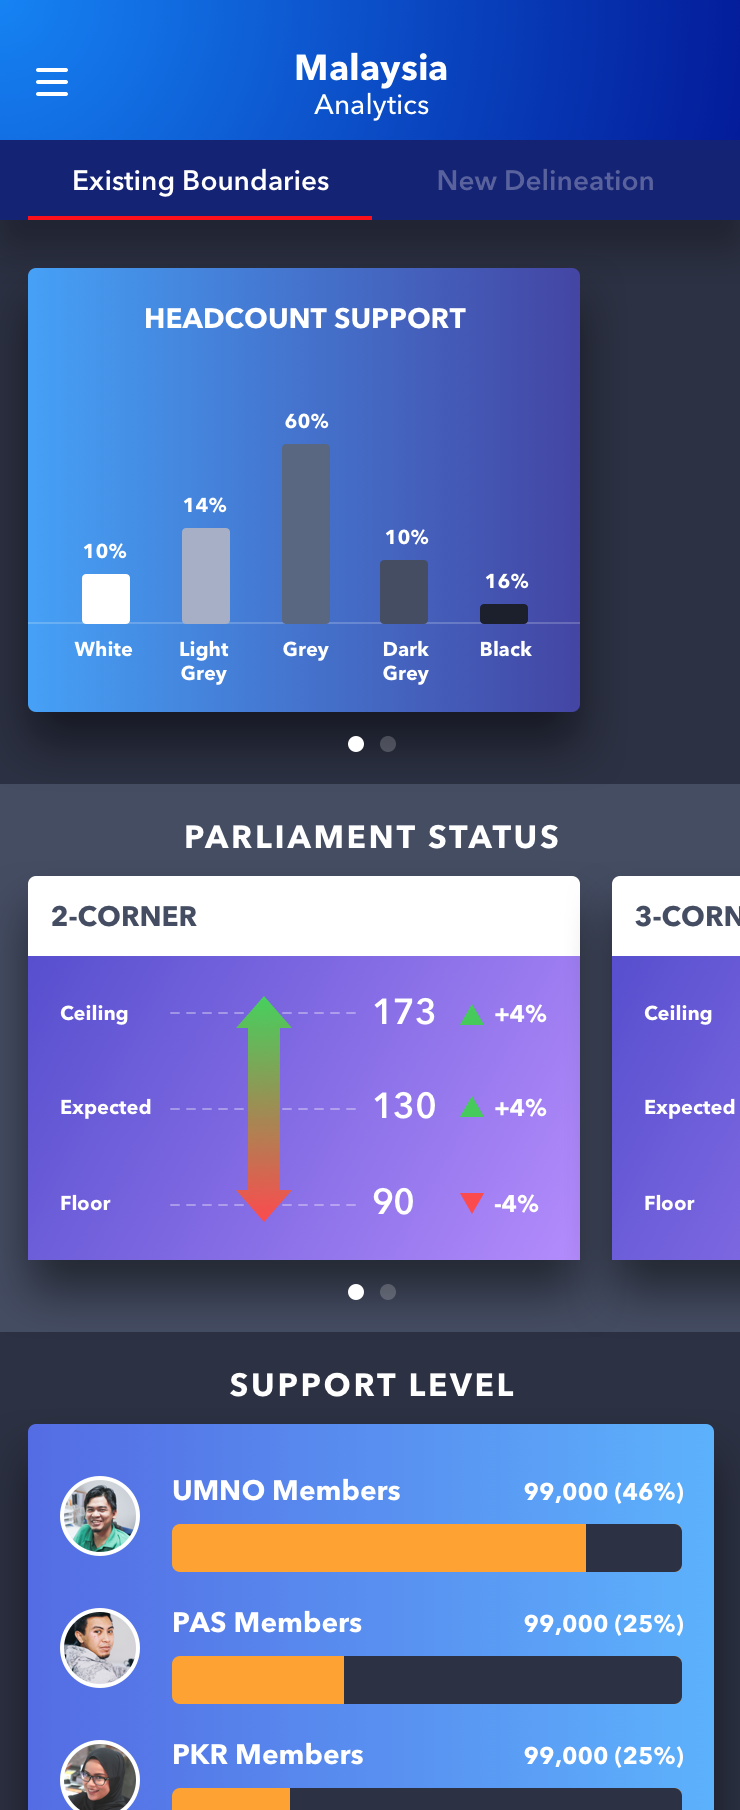 Malaysia
Analytics
Existing Boundaries
New Delineation
HEADCOUNT SUPPORT
60%
14%
10%
10%
16%
White
Light
Grey
Grey
Dark
Grey
Black
PARLIAMENT STATUS
2-CORNER
3-CORN
Ceiling
173
+4%
Ceiling
Expected
130
+4%
Expected
Floor
90
-4%
Floor
SUPPORT LEVEL
UMNO Members
99,000 (46%)
PAS Members
99,000 (25%)
PKR Members
99,000 (25%)